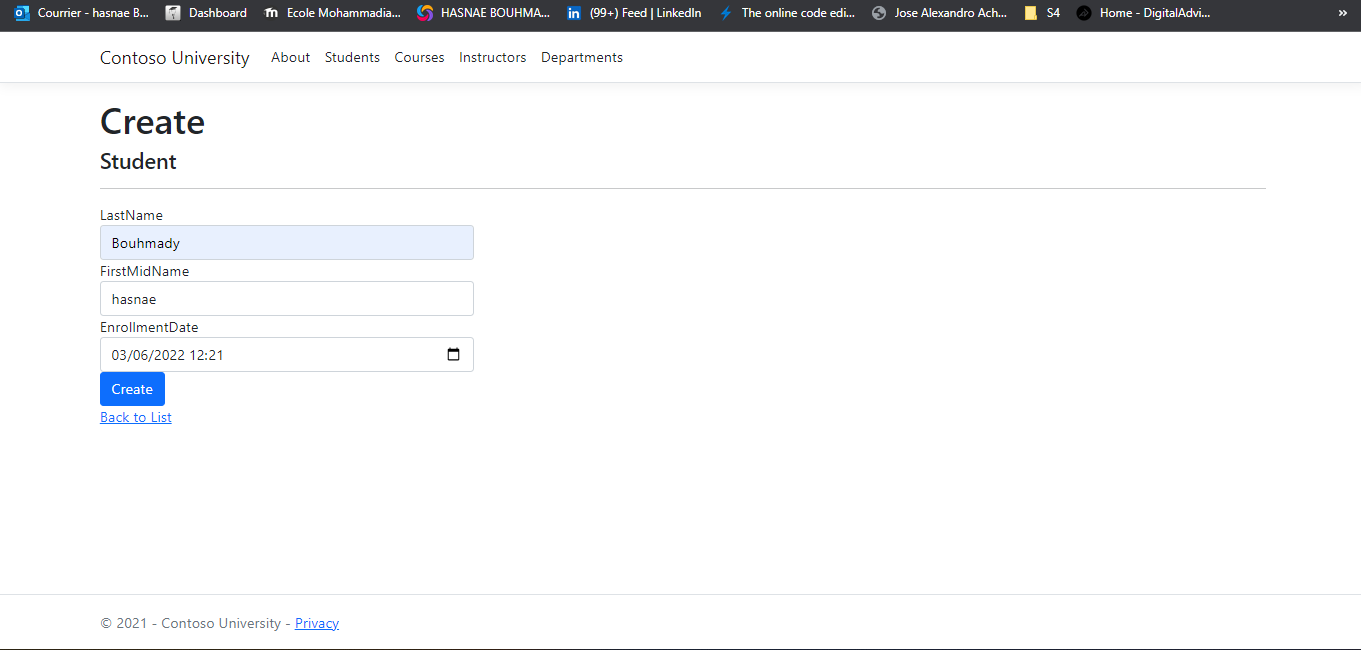 Courrier - hasnae B... Dashboard Ecole Mohammadia... HASNAE BOUHMA... (99+) Feed | LinkedIn The online code edi... Jose Alexandro Ach... S4 Home - DigitalAdvi... »
Contoso University About Students Courses Instructors Departments
Create
Student
LastName
Bouhmady
FirstMidName
hasnae
EnrollmentDate
03/06/2022 12:21
Create
Back to List
© 2021 - Contoso University - Privacy